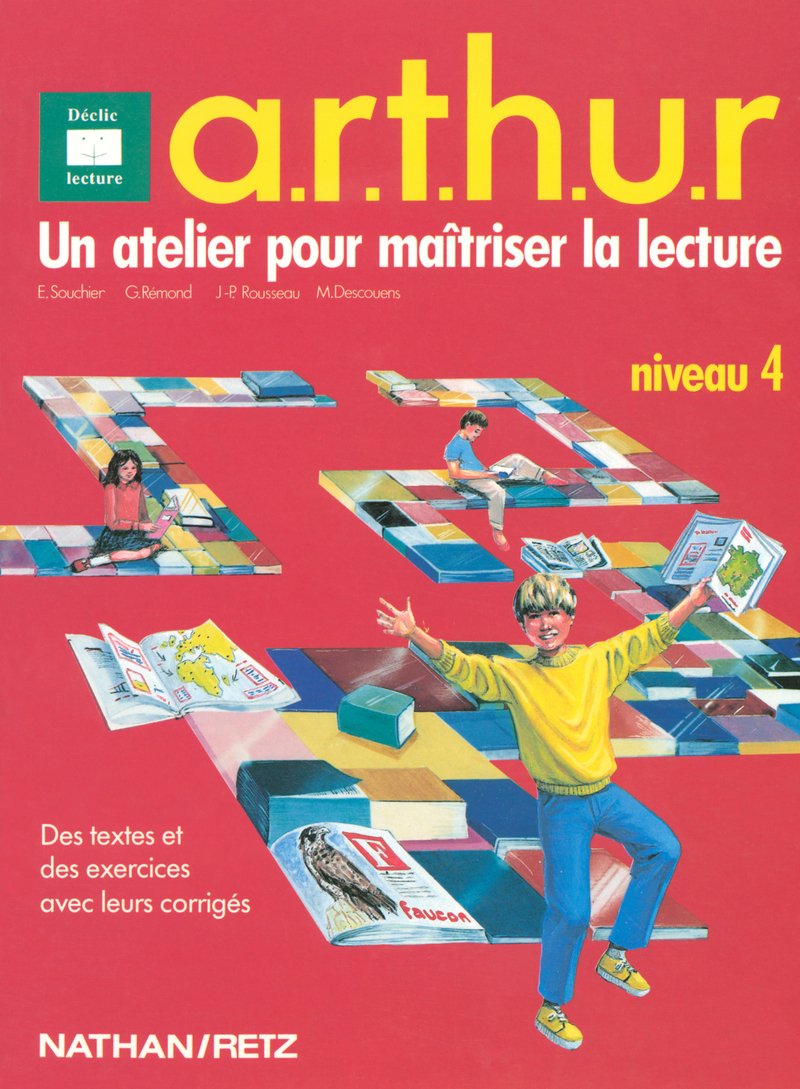 Déclic
lecture
a.r.t.h.u.r
Un atelier pour maîtriser la lecture
E. Souchier G. Rémond J.-P. Rousseau M. Descouens
niveau 4
F
faucon
Des textes et
des exercices
avec leurs corrigés
NATHAN/RETZ